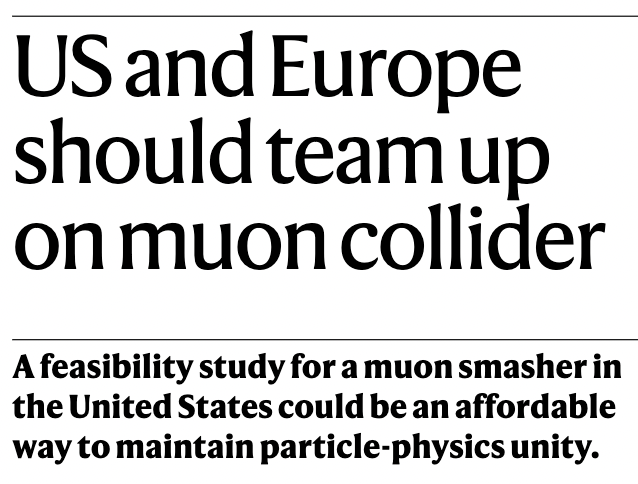 US and Europe
should team up
on muon collider
A feasibility study for a muon smasher in
the United States could be an affordable
way to maintain particle-physics unity.